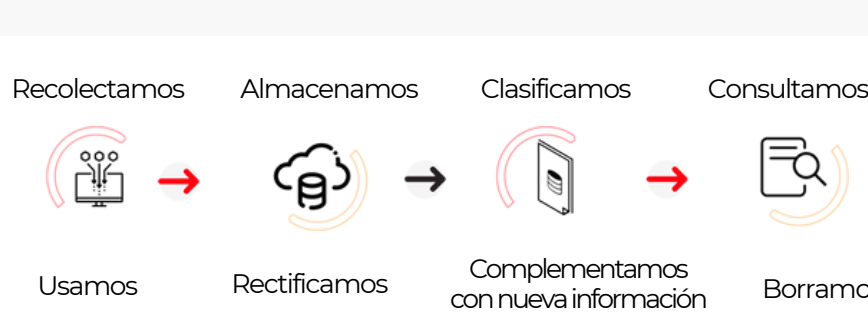 Recolectamos
Almacenamos
Clasificamos
Consultamos
Usamos
Rectificamos
Complementamos
con nueva información
Borramo